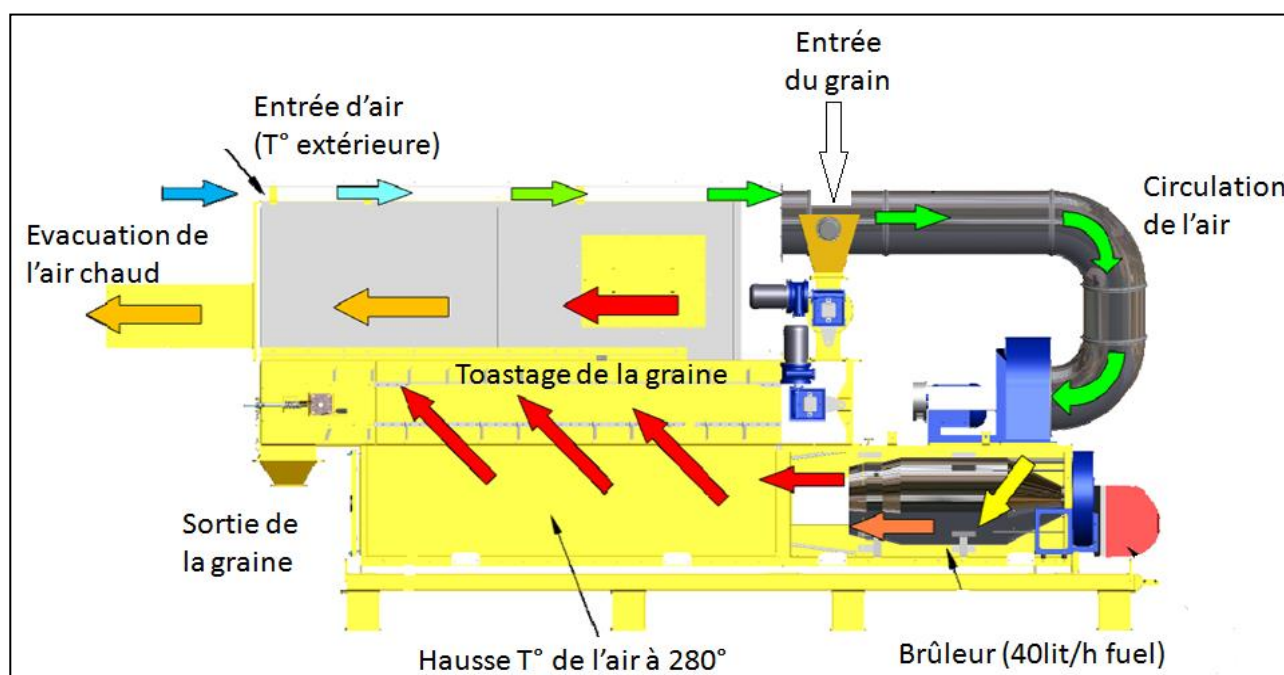 Entrée
du grain
Entrée d'air
(T° extérieure)
Circulation
de l'air
Evacuation de
l'air chaud
Toastage de la graine
Sortie de
la graine
Hausse T° de l'air à 280°
Brûleur (40lit/h fuel)